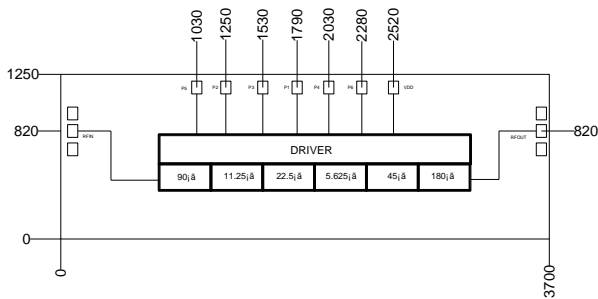 1030 1250 1530 1790 2030 2280 2520
1250
P5 P2 P3 P1 P4 P6 VDD
820 RFIN RFOUT 820
DRIVER
90¡ã 11.25¡ã 22.5¡ã 5.625¡ã 45¡ã 180¡ã
0
0 3700